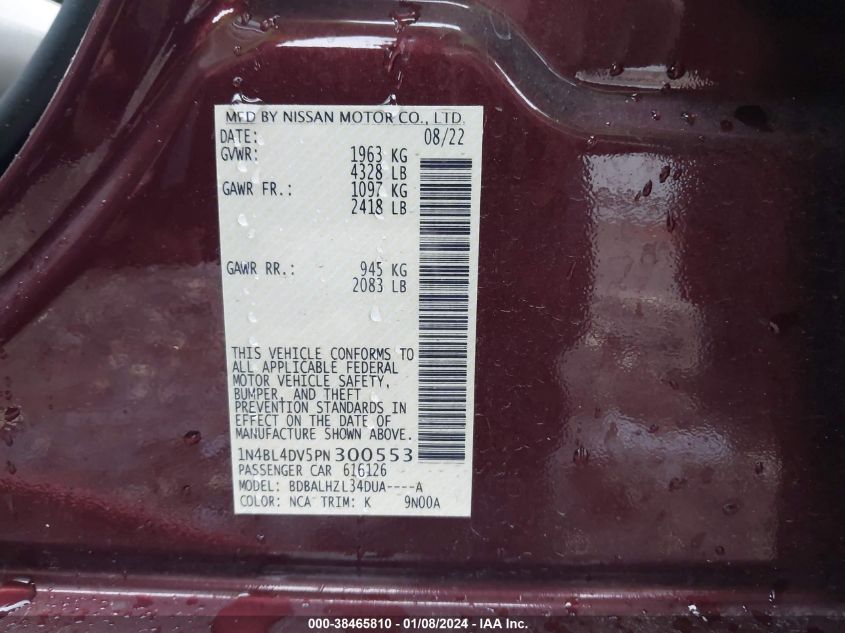 MFD BY NISSAN MOTOR CO., LTD.
DATE: 08/22
GVWR: 1963 KG
4328 LB
GAWR FR.: 1097 KG
2418 LB
GAWR RR.: 945 KG
2083 LB
THIS VEHICLE CONFORMS TO
ALL APPLICABLE FEDERAL
MOTOR VEHICLE SAFETY,
BUMPER, AND THEFT
PREVENTION STANDARDS IN
EFFECT ON THE DATE OF
MANUFACTURE SHOWN ABOVE.
1N4BL4DV5PN300553
PASSENGER CAR 616126
MODEL: BDBALHZL34DUA----A
COLOR: NCA TRIM: K 9N00A
000-38465810 - 01/08/2024 - IAA Inc.